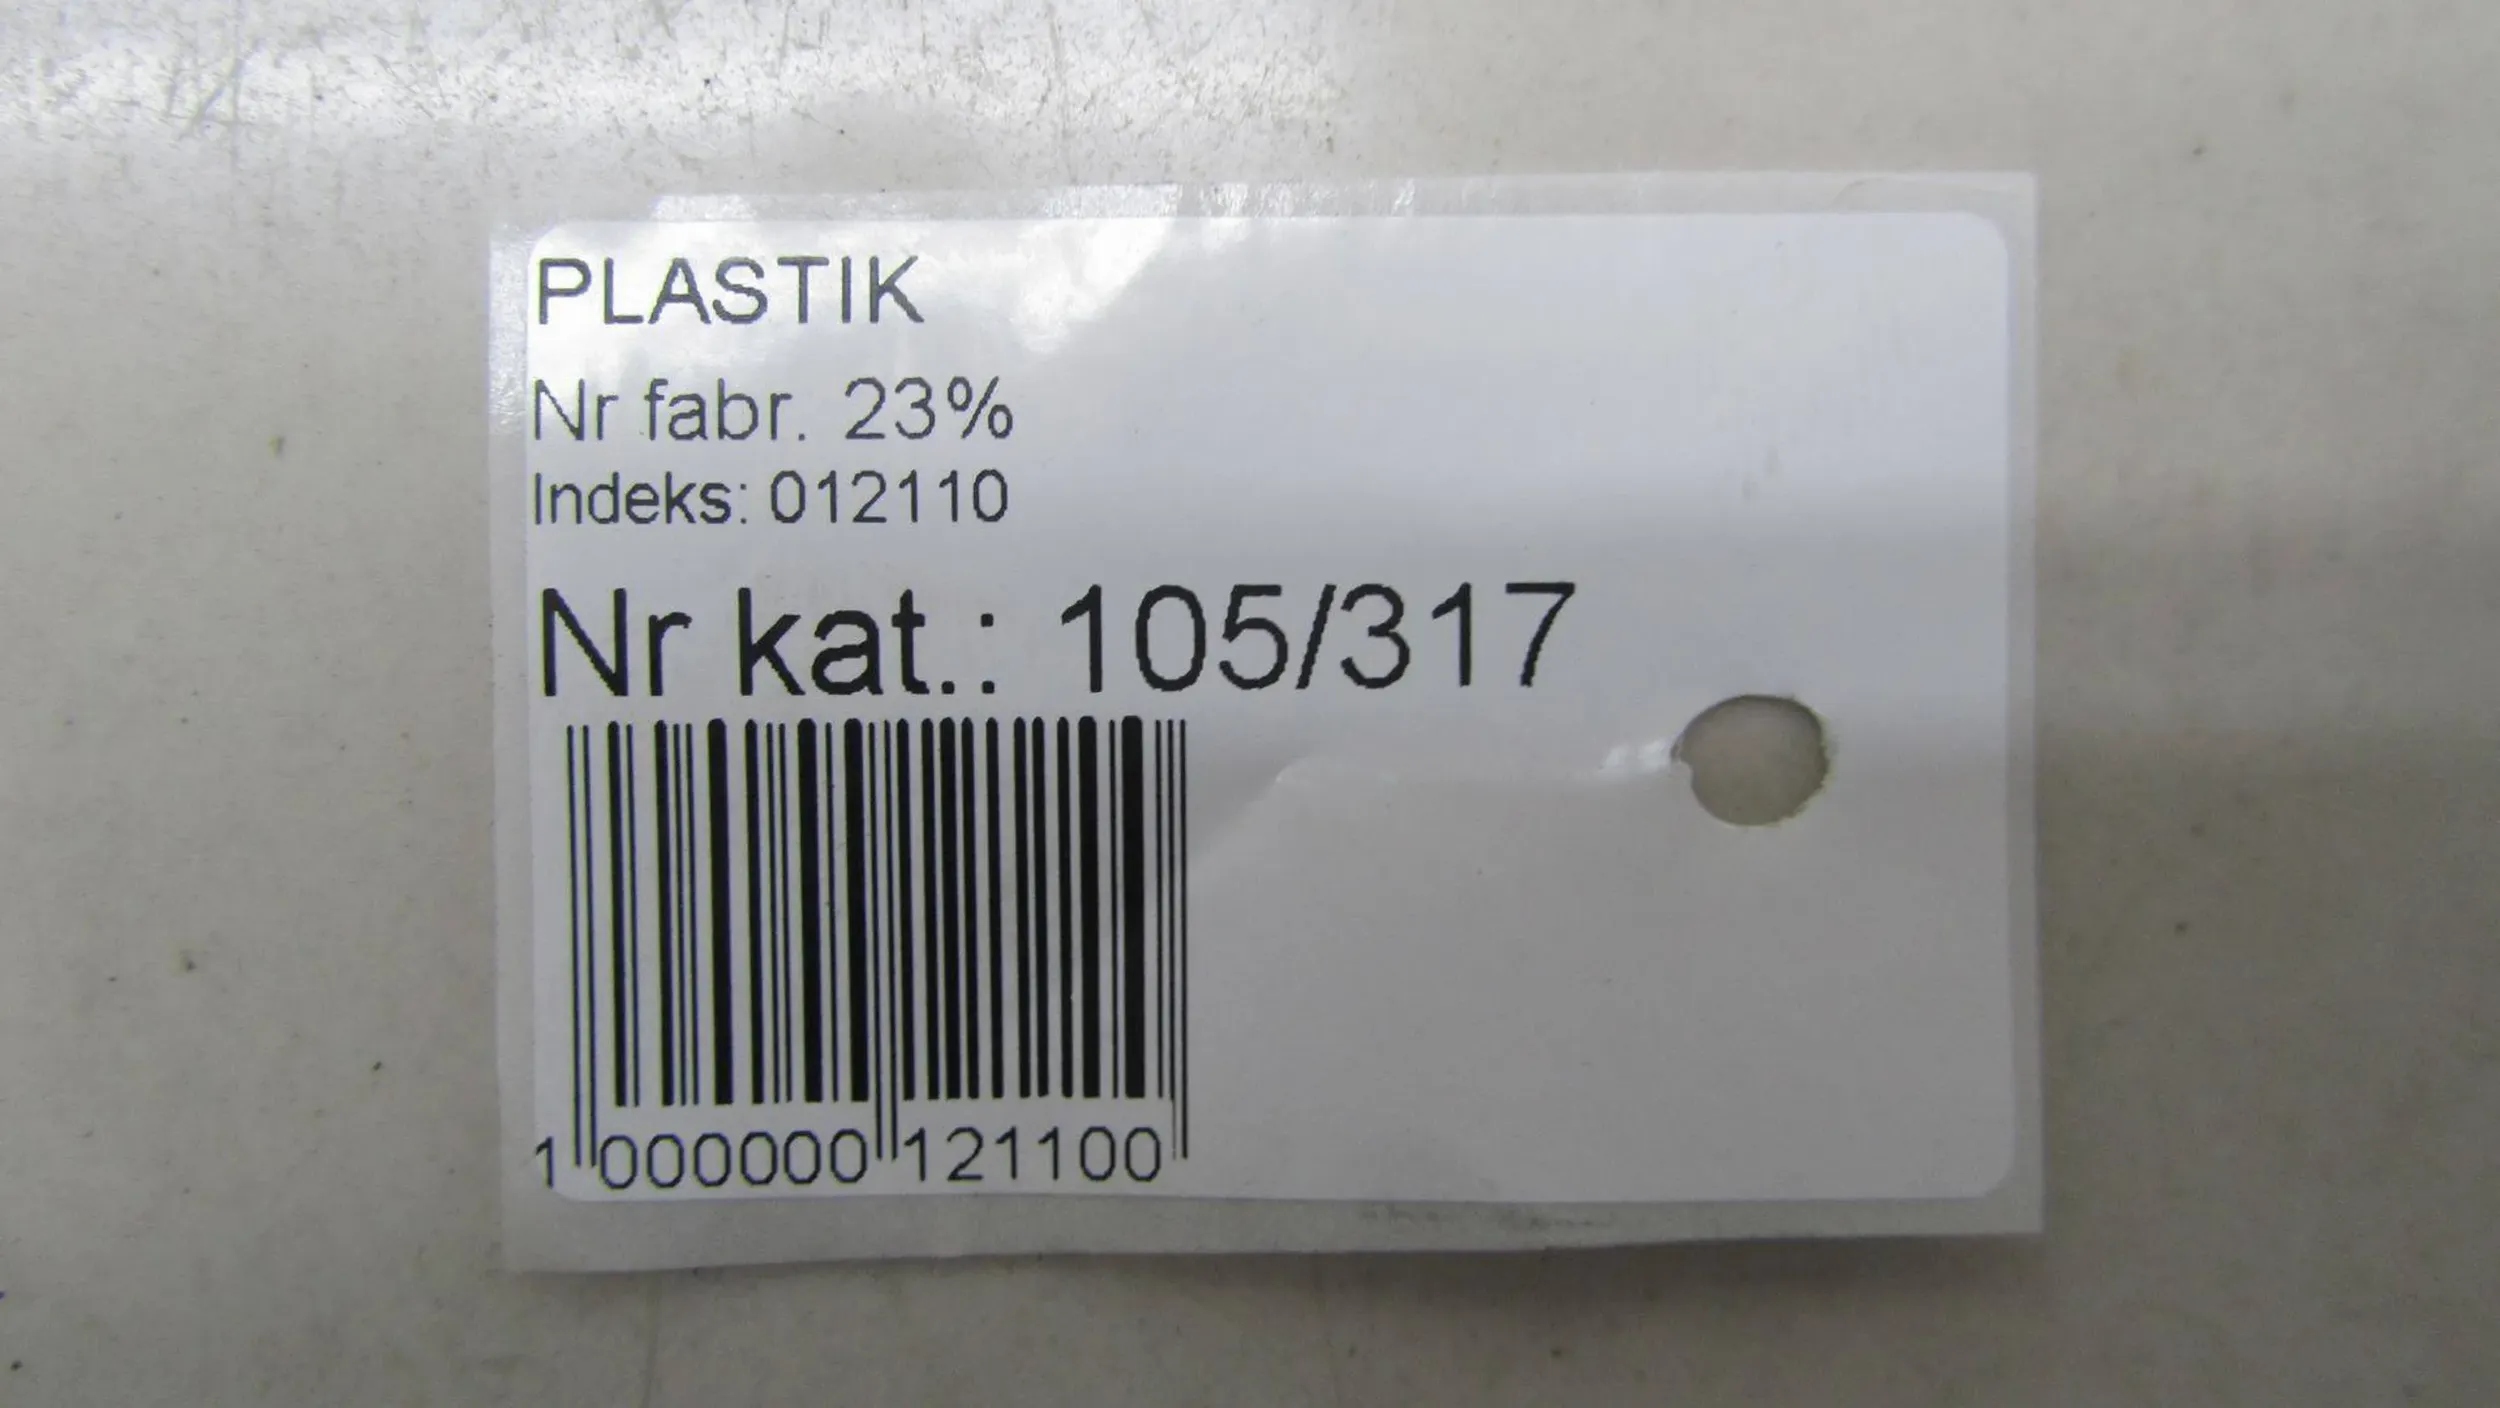 PLASTIK
Nr fabr. 23%
Indeks: 012110
Nr kat.: 105/317
1 000000 121100